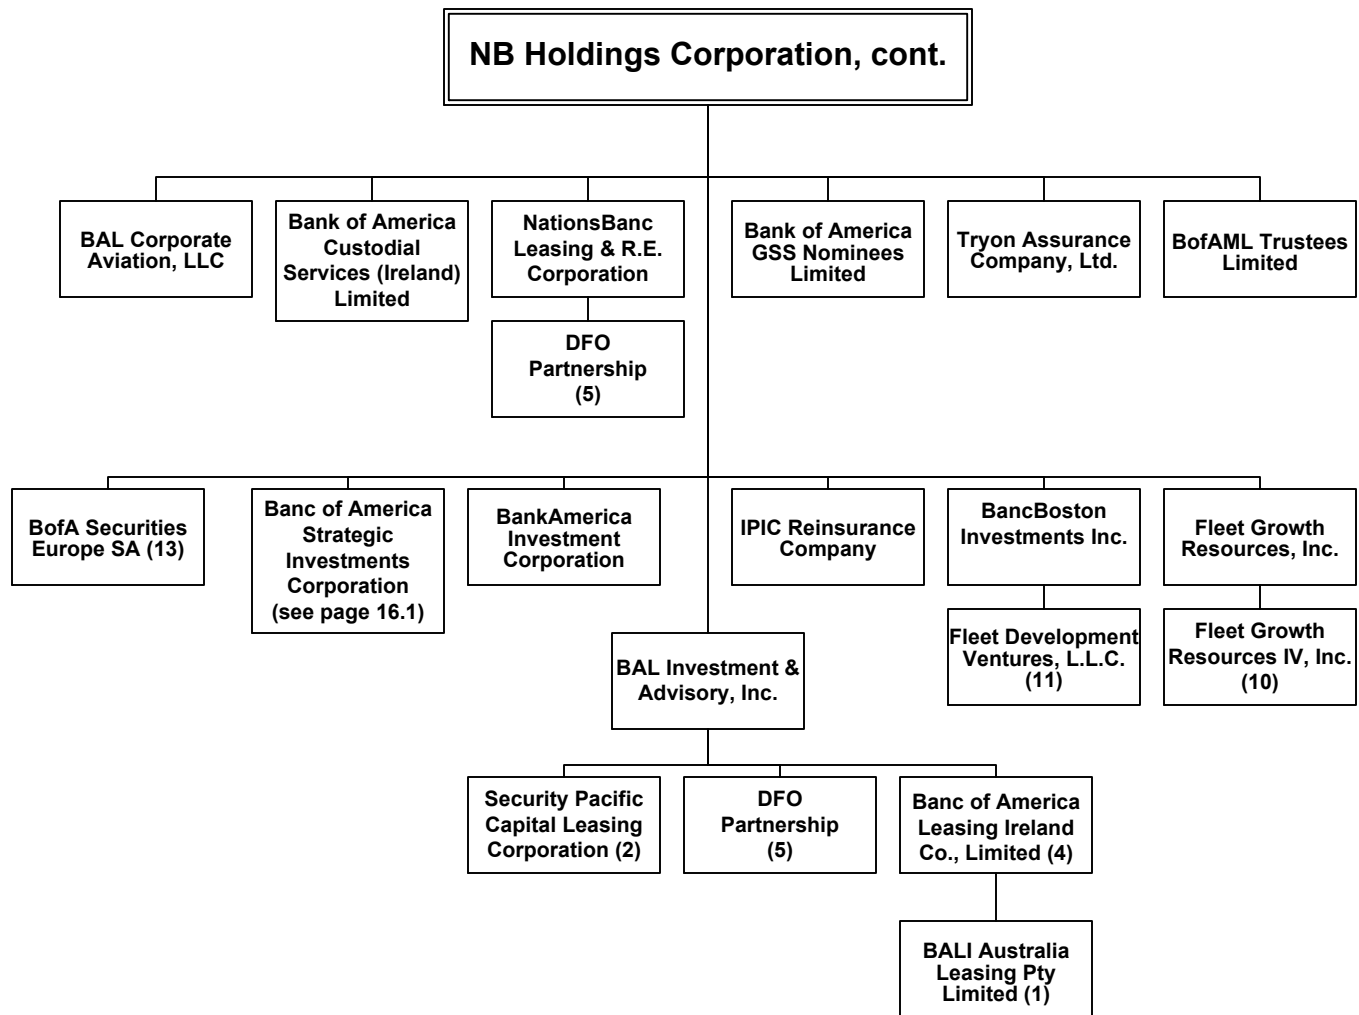 NB Holdings Corporation, cont.
BAL Corporate
Aviation, LLC
Bank of America
Custodial
Services (Ireland)
Limited
NationsBanc
Leasing & R.E.
Corporation
Bank of America
GSS Nominees
Limited
Tryon Assurance
Company, Ltd.
BofAML Trustees
Limited
DFO
Partnership
(5)
BofA Securities
Europe SA (13)
Banc of America
Strategic
Investments
Corporation
(see page 16.1)
BankAmerica
Investment
Corporation
IPIC Reinsurance
Company
BancBoston
Investments Inc.
Fleet Growth
Resources, Inc.
Fleet Development
Ventures, L.L.C.
(11)
Fleet Growth
Resources IV, Inc.
(10)
BAL Investment &
Advisory, Inc.
Security Pacific
Capital Leasing
Corporation (2)
DFO
Partnership
(5)
Banc of America
Leasing Ireland
Co., Limited (4)
BALI Australia
Leasing Pty
Limited (1)